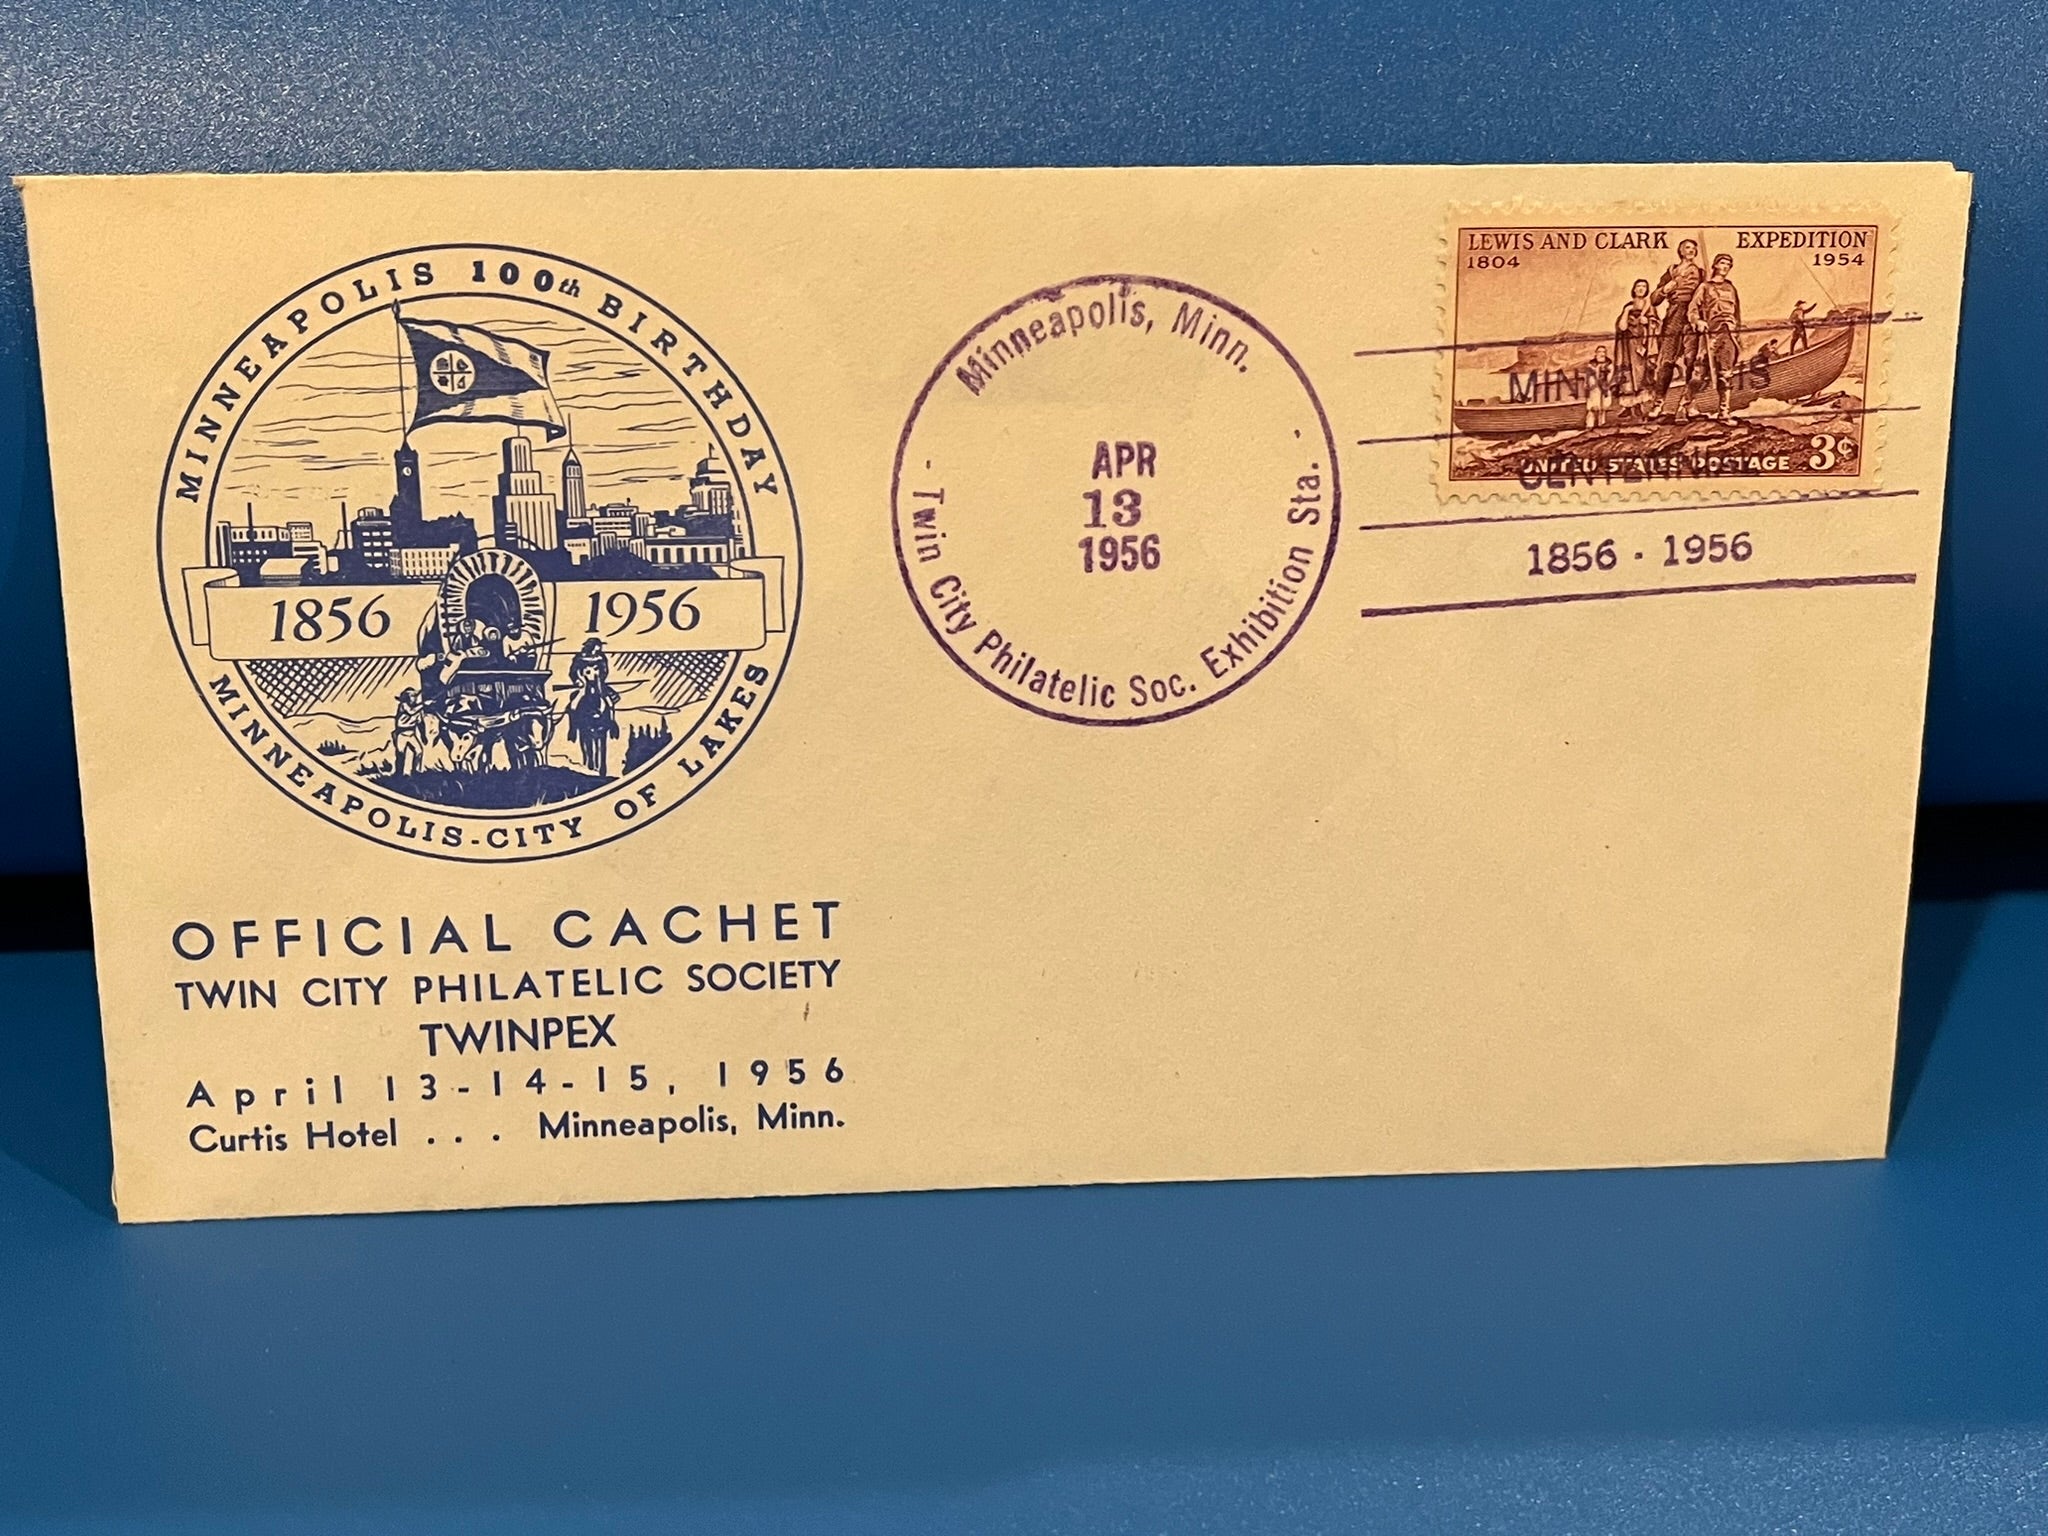 MINNEAPOLIS 100th BIRTHDAY
1856 1956
MINNEAPOLIS-CITY OF LAKES
OFFICIAL CACHET
TWIN CITY PHILATELIC SOCIETY
TWINPEX
April 13-14-15, 1956
Curtis Hotel . . . Minneapolis, Minn.
Minneapolis, Minn.
APR
13
1956
- Twin City Philatelic Soc. Exhibition Sta. -
LEWIS AND CLARK EXPEDITION
1804 1954
UNITED STATES POSTAGE 3¢
MINNEAPOLIS
CENTENNIAL
1856 - 1956